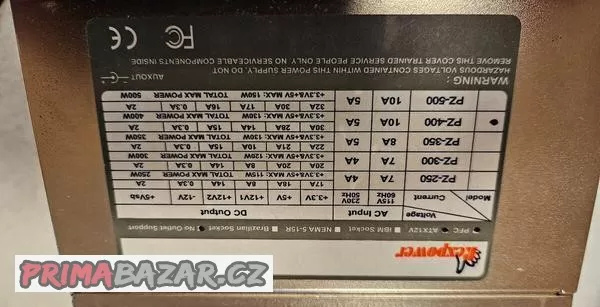 Rexpower
PFC ATX12V IBM Socket NEMA 5-15R Brazilian Socket No Outlet Support
Voltage AC Input DC Output
Model Current 115V 60Hz 230V 50Hz +3.3V +5V +12V1 +12V2 -12V +5Vsb
PZ-250 7A 4A 17A 18A 8A 14A 0.3A 2A
+3.3V&+5V MAX: 115W TOTAL MAX POWER 250W
PZ-300 7A 4A 20A 20A 8A 14A 0.3A 2A
+3.3V&+5V MAX: 120W TOTAL MAX POWER 300W
PZ-350 8A 5A 22A 21A 10A 15A 0.3A 2A
+3.3V&+5V MAX: 130W TOTAL MAX POWER 350W
PZ-400 10A 5A 30A 28A 14A 15A 0.3A 2A
+3.3V&+5V MAX: 130W TOTAL MAX POWER 400W
PZ-500 10A 5A 32A 30A 17A 16A 0.3A 2A
+3.3V&+5V MAX: 150W TOTAL MAX POWER 500W
WARNING:
HAZARDOUS VOLTAGES CONTAINED WITHIN THIS POWER SUPPLY, DO NOT
REMOVE THIS COVER TRAINED SERVICE PEOPLE ONLY. NO SERVICEABLE COMPONENTS INSIDE
FC CE AUXOUT
PRIMABAZAR.CZ